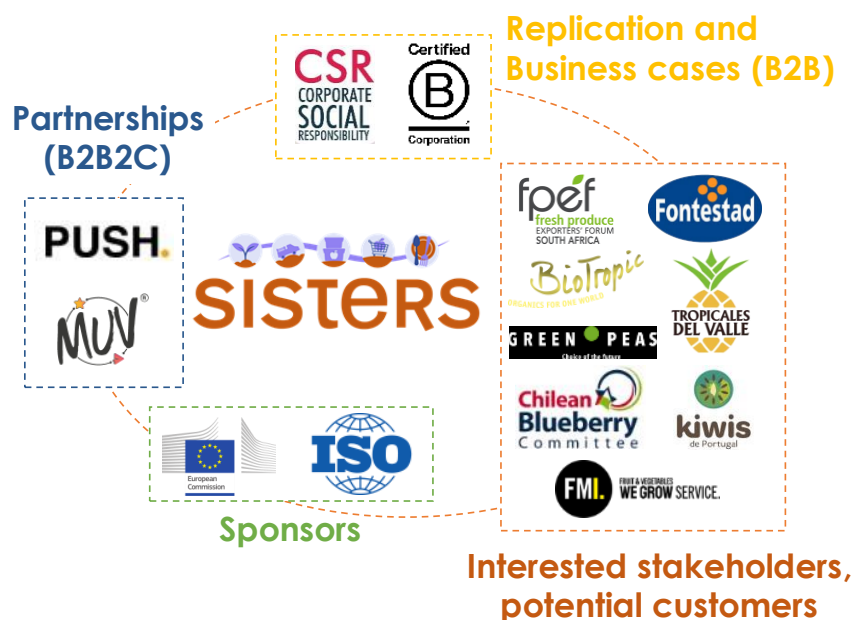 Replication and
Business cases (B2B)
CSR
CORPORATE
SOCIAL
RESPONSIBILITY
Certified
B
Corporation
Partnerships
(B2B2C)
PUSH.
MUV®
SISTERS
fpef
fresh produce
EXPORTERS' FORUM
SOUTH AFRICA
Fontestad
BioTropic
ORGANICS FOR ONE WORLD
TROPICALES
DEL VALLE
GREEN PEAS
Choice of the future
Chilean
Blueberry
Committee
kiwis
de Portugal
FMI.
FRUIT & VEGETABLES
WE GROW SERVICE.
European
Commission
ISO
Sponsors
Interested stakeholders,
potential customers